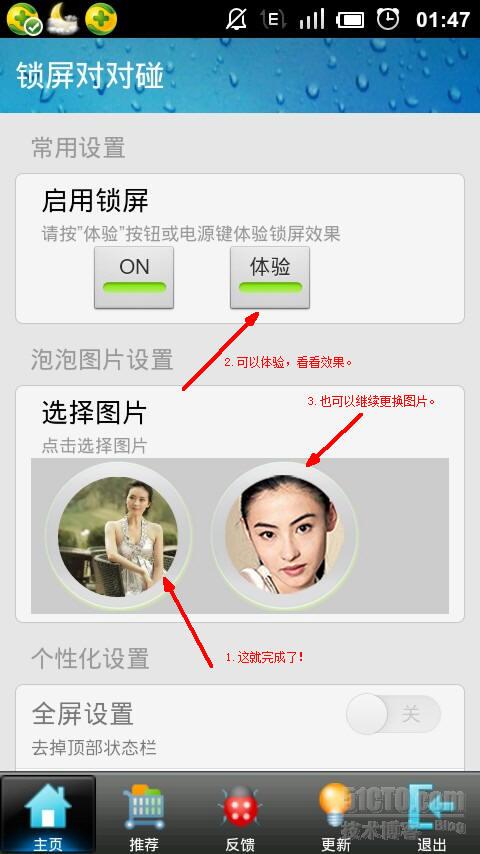 E 01:47
锁屏对对碰
常用设置
启用锁屏
请按"体验"按钮或电源键体验锁屏效果
ON 体验
2.可以体验，看看效果。
泡泡图片设置
3.也可以继续更换图片。
选择图片
点击选择图片
1.这就完成了!
个性化设置
全屏设置
关
去掉顶部状态栏
51CTO.com
技术博客 Blog
主页 推荐 反馈 更新 退出